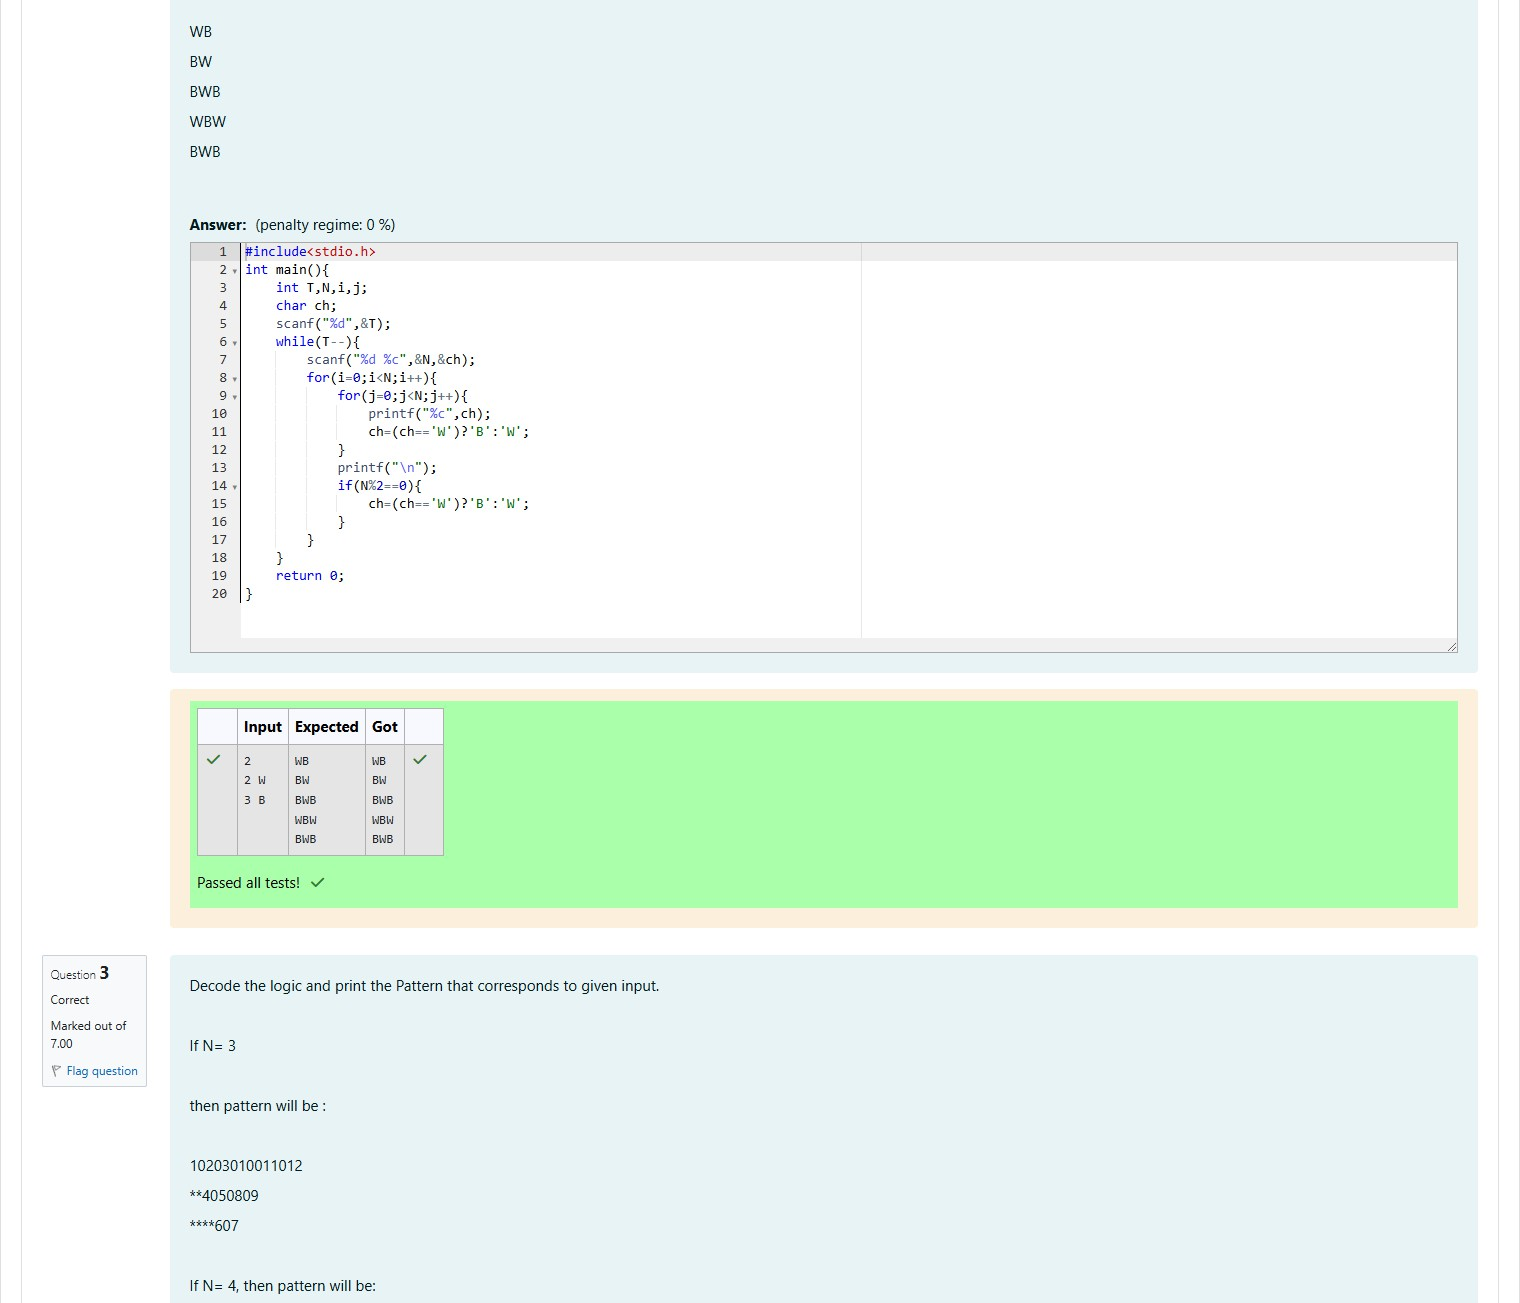 WB
BW
BWB
WBW
BWB
Answer: (penalty regime: 0 %)
1 #include<stdio.h>
2 int main(){
3     int T,N,i,j;
4     char ch;
5     scanf("%d",&T);
6     while(T--){
7         scanf("%d %c",&N,&ch);
8         for(i=0;i<N;i++){
9             for(j=0;j<N;j++){
10                 printf("%c",ch);
11                 ch=(ch=='W')?'B':'W';
12             }
13             printf("\n");
14             if(N%2==0){
15                 ch=(ch=='W')?'B':'W';
16             }
17         }
18     }
19     return 0;
20 }
Input Expected Got
2 WB WB
2 W BW BW
3 B BWB BWB
WBW WBW
BWB BWB
Passed all tests!
Question 3
Correct
Marked out of
7.00
Flag question
Decode the logic and print the Pattern that corresponds to given input.
If N= 3
then pattern will be :
10203010011012
**4050809
****607
If N= 4, then pattern will be: